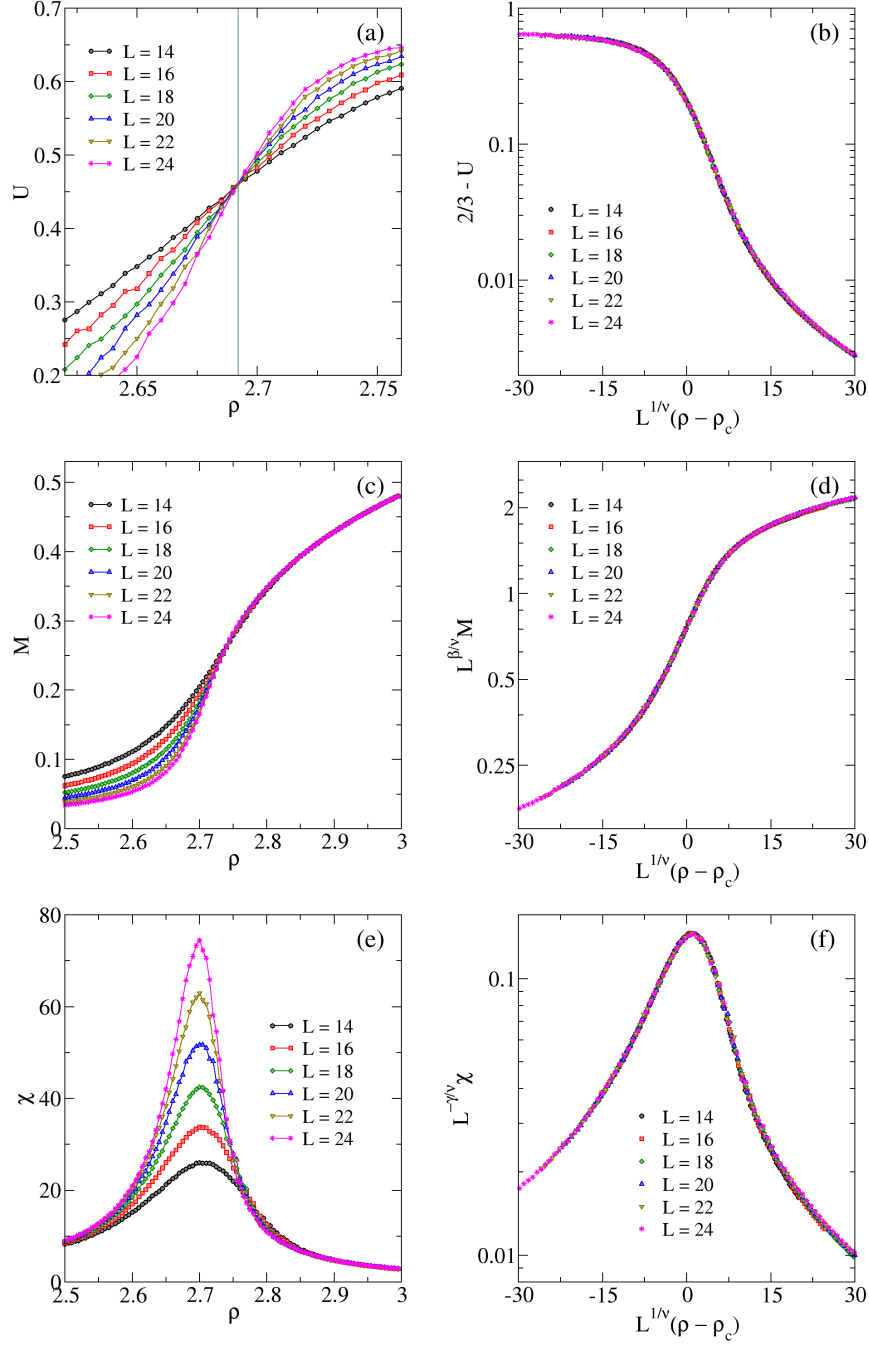 (a)
U
0.7
0.6
0.5
0.4
0.3
0.2
2.65
2.7
2.75
ρ
L = 14
L = 16
L = 18
L = 20
L = 22
L = 24
(b)
2/3 - U
1
0.1
0.01
-30
-15
0
15
30
L^{1/ν}(ρ − ρ_c)
L = 14
L = 16
L = 18
L = 20
L = 22
L = 24
(c)
M
0.5
0.4
0.3
0.2
0.1
0
2.5
2.6
2.7
2.8
2.9
3
ρ
L = 14
L = 16
L = 18
L = 20
L = 22
L = 24
(d)
L^{β/ν}M
2
1
0.5
0.25
-30
-15
0
15
30
L^{1/ν}(ρ − ρ_c)
L = 14
L = 16
L = 18
L = 20
L = 22
L = 24
(e)
χ
80
60
40
20
0
2.5
2.6
2.7
2.8
2.9
3
ρ
L = 14
L = 16
L = 18
L = 20
L = 22
L = 24
(f)
L^{−γ/ν}χ
0.1
0.01
-30
-15
0
15
30
L^{1/ν}(ρ − ρ_c)
L = 14
L = 16
L = 18
L = 20
L = 22
L = 24